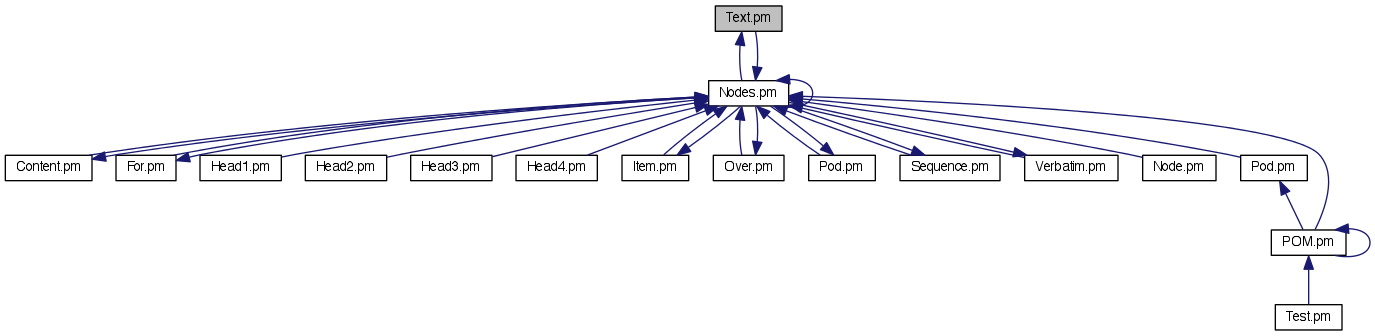 Text.pm
Nodes.pm
Content.pm
For.pm
Head1.pm
Head2.pm
Head3.pm
Head4.pm
Item.pm
Over.pm
Pod.pm
Sequence.pm
Verbatim.pm
Node.pm
Pod.pm
POM.pm
Test.pm